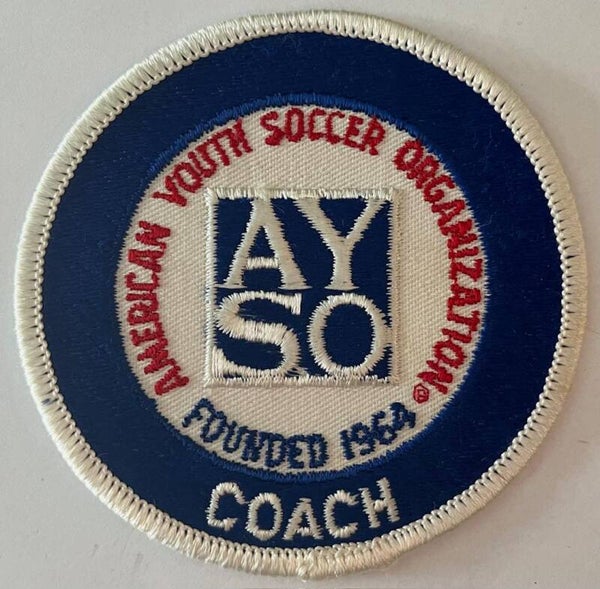 AMERICAN YOUTH SOCCER ORGANIZATION®
AY
SO
FOUNDED 1964
COACH